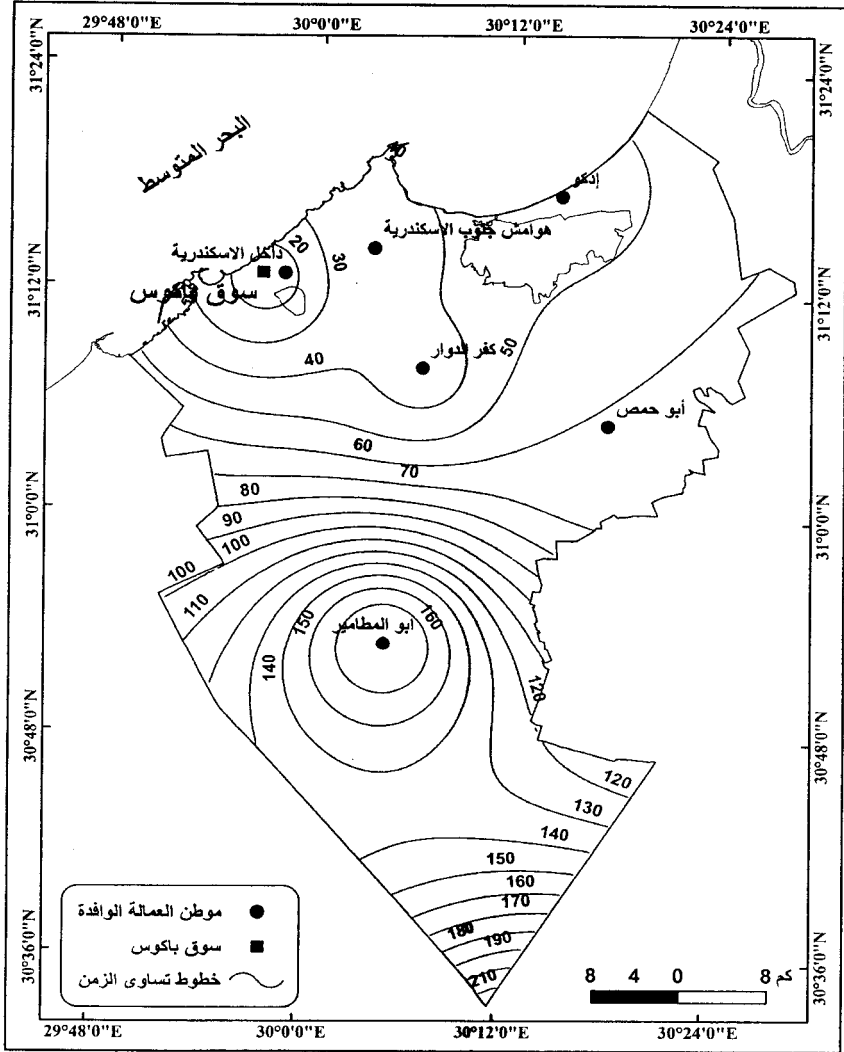 29°48'0"E 30°0'0"E 30°12'0"E 30°24'0"E
31°24'0"N
31°24'0"N
البحر المتوسط
إدكو
هوامش جنوب الاسكندرية
20
داخل الاسكندرية
30
31°12'0"N
سوق باكوس
31°12'0"N
50
كفر الدوار
40
أبو حمص
60
70
80
31°0'0"N
31°0'0"N
90
100
100
110
150
160
ابو المطامير
140
120
30°48'0"N
30°48'0"N
120
130
140
150
160
170
180
190
210
موطن العمالة الوافدة
سوق باكوس
خطوط تساوى الزمن
30°36'0"N
30°36'0"N
8 4 0 8 كم
29°48'0"E 30°0'0"E 30°12'0"E 30°24'0"E